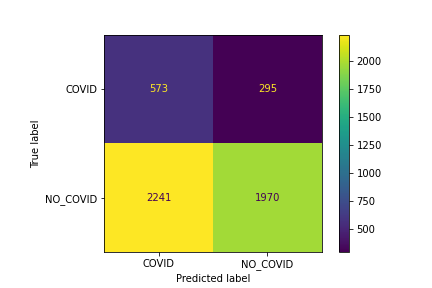 COVID 573 295 2000
1750
1500
1250
True label
1000
NO_COVID 2241 1970 750
500
COVID NO_COVID
Predicted label